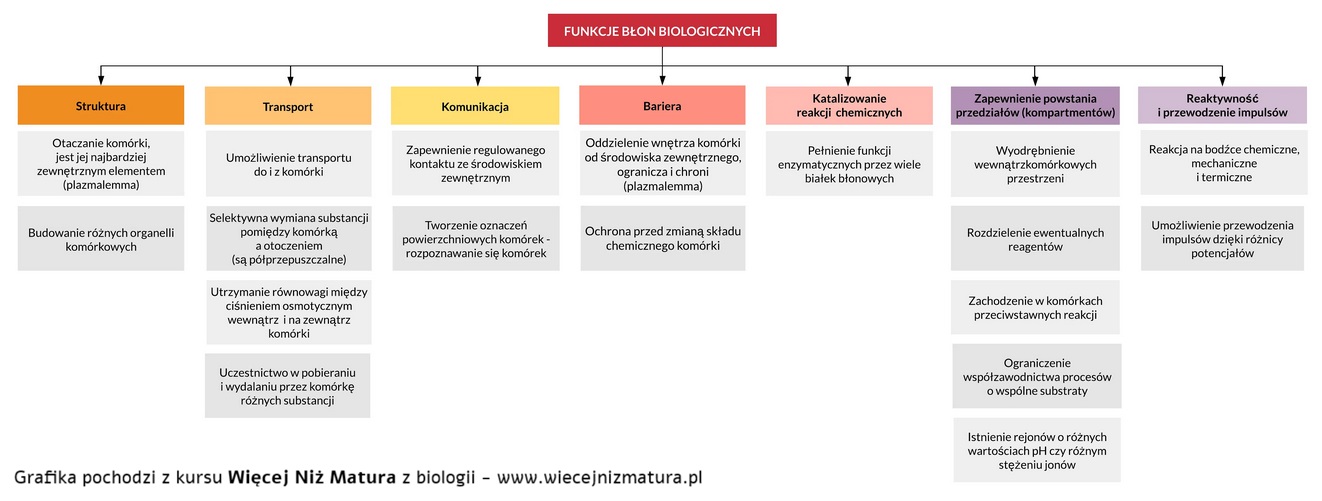 FUNKCJE BŁON BIOLOGICZNYCH
Struktura
Otaczanie komórki,
jest jej najbardziej
zewnętrznym elementem
(plazmalemma)
Budowanie różnych organelli
komórkowych
Transport
Umożliwienie transportu
do i z komórki
Selektywna wymiana substancji
pomiędzy komórką
a otoczeniem
(są półprzepuszczalne)
Utrzymanie równowagi między
ciśnieniem osmotycznym
wewnątrz i na zewnątrz
komórki
Uczestnictwo w pobieraniu
i wydalaniu przez komórkę
różnych substancji
Komunikacja
Zapewnienie regulowanego
kontaktu ze środowiskiem
zewnętrznym
Tworzenie oznaczeń
powierzchniowych komórek -
rozpoznawanie się komórek
Bariera
Oddzielenie wnętrza komórki
od środowiska zewnętrznego,
ogranicza i chroni
(plazmalemma)
Ochrona przed zmianą składu
chemicznego komórki
Katalizowanie
reakcji chemicznych
Pełnienie funkcji
enzymatycznych przez wiele
białek błonowych
Zapewnienie powstania
przedziałów (kompartmentów)
Wyodrębnienie
wewnątrzkomórkowych
przestrzeni
Rozdzielenie ewentualnych
reagentów
Zachodzenie w komórkach
przeciwstawnych reakcji
Ograniczenie
współzawodnictwa procesów
o wspólne substraty
Istnienie rejonów o różnych
wartościach pH czy różnym
stężeniu jonów
Reaktywność
i przewodzenie impulsów
Reakcja na bodźce chemiczne,
mechaniczne
i termiczne
Umożliwienie przewodzenia
impulsów dzięki różnicy
potencjałów
Grafika pochodzi z kursu Więcej Niż Matura z biologii – www.wiecejnizmatura.pl